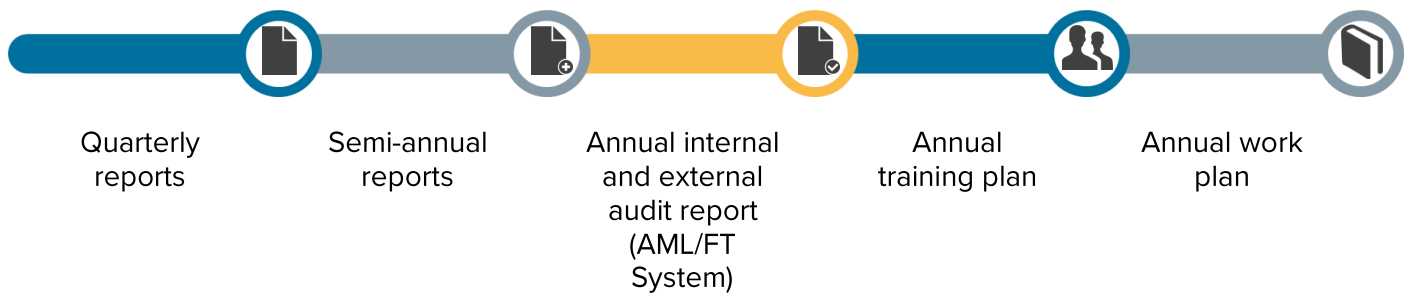 Quarterly
reports
Semi-annual
reports
Annual internal
and external
audit report
(AML/FT
System)
Annual
training plan
Annual work
plan